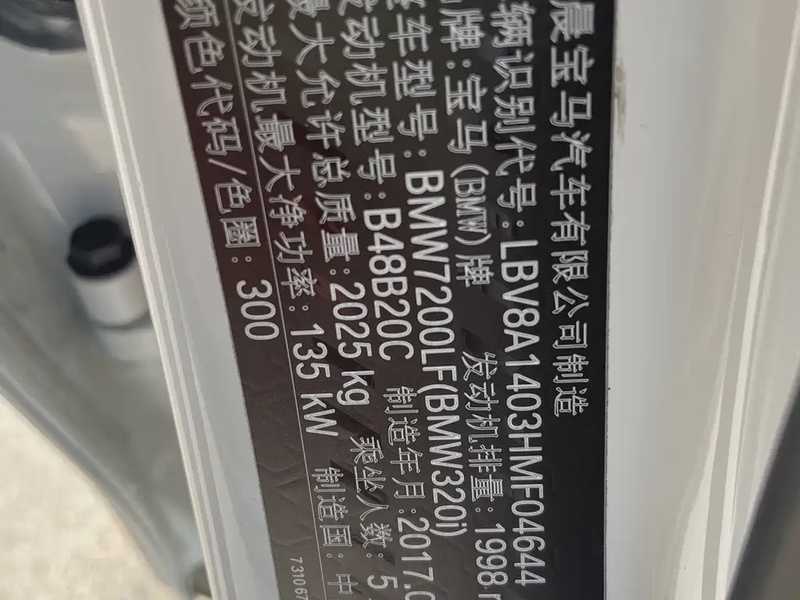 晨宝马汽车有限公司制造
辆识别代号:LBV8A1403HMF04644
牌:宝马(BMW)牌 发动机排量:1998
车型号:BMW7200LF(BMW320i)
发动机型号:B48B20C 制造年月:2017.0
最大允许总质量:2025 kg 乘坐人数:5
发动机最大净功率:135 kW 制造国:中
颜色代码/色圈:300
731067